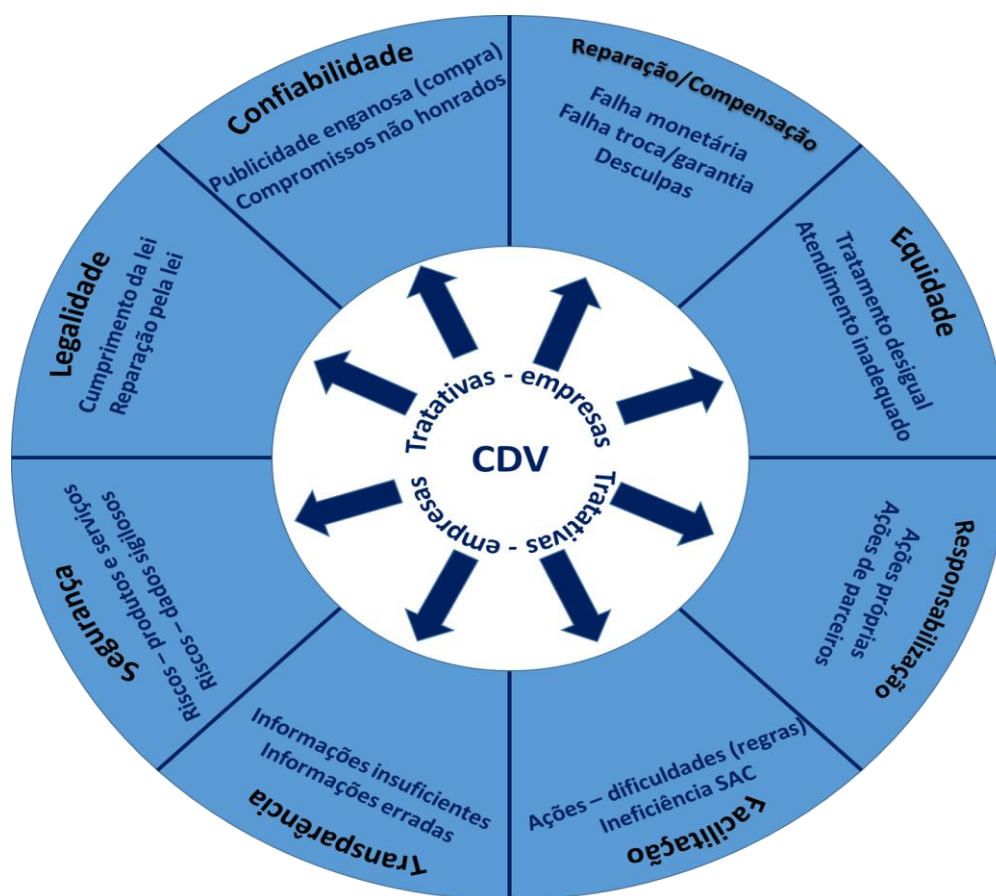 Confiabilidade
Publicidade enganosa (compra)
Compromissos não honrados
Reparação/Compensação
Falha monetária
Falha troca/garantia
Desculpas
Equidade
Tratamento desigual
Atendimento inadequado
Responsabilização
Ações próprias
Ações de parceiros
Facilitação
Ações – dificuldades (regras)
Ineficiência SAC
Transparência
Informações insuficientes
Informações erradas
Segurança
Riscos – produtos e serviços
Riscos – dados sigilosos
Legalidade
Cumprimento da lei
Reparação pela lei
Tratativas - empresas
CDV
Tratativas - empresas